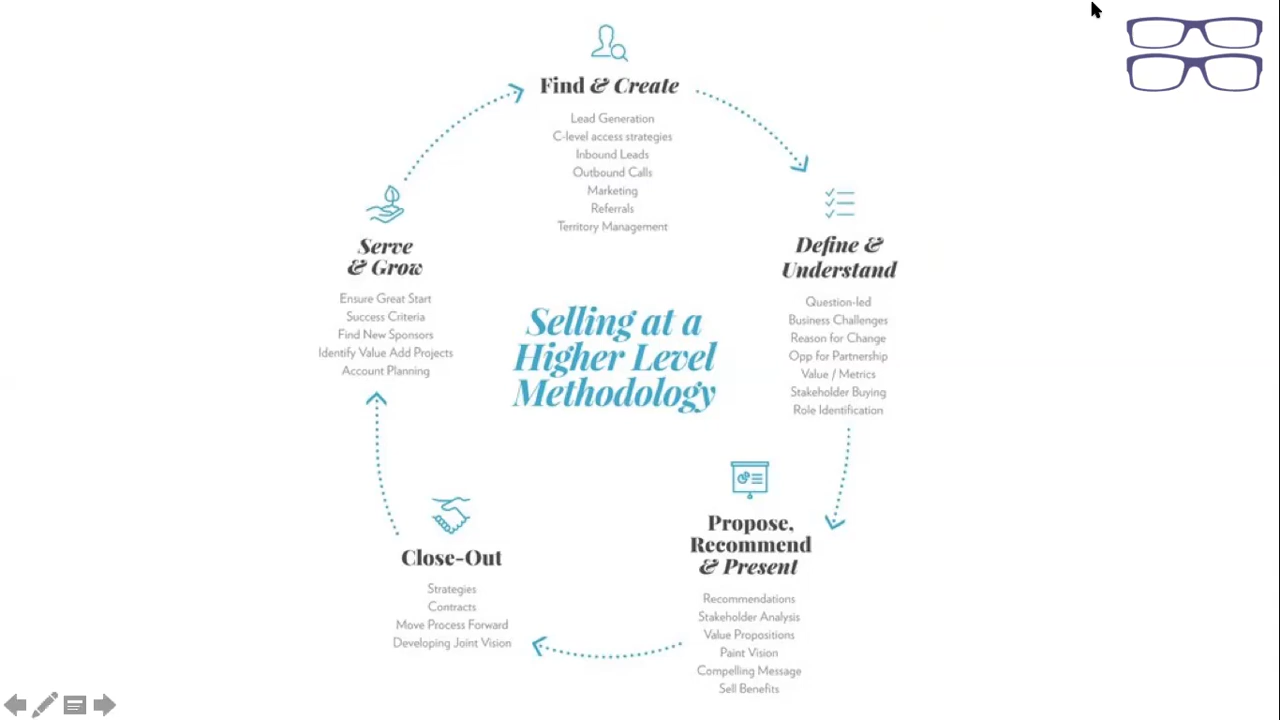 Find & Create
Lead Generation
C-level access strategies
Inbound Leads
Outbound Calls
Marketing
Referrals
Territory Management
Define &
Understand
Question-led
Business Challenges
Reason for Change
Opp for Partnership
Value / Metrics
Stakeholder Buying
Role Identification
Propose,
Recommend
& Present
Recommendations
Stakeholder Analysis
Value Propositions
Paint Vision
Compelling Message
Sell Benefits
Close-Out
Strategies
Contracts
Move Process Forward
Developing Joint Vision
Serve
& Grow
Ensure Great Start
Success Criteria
Find New Sponsors
Identify Value Add Projects
Account Planning
Selling at a
Higher Level
Methodology